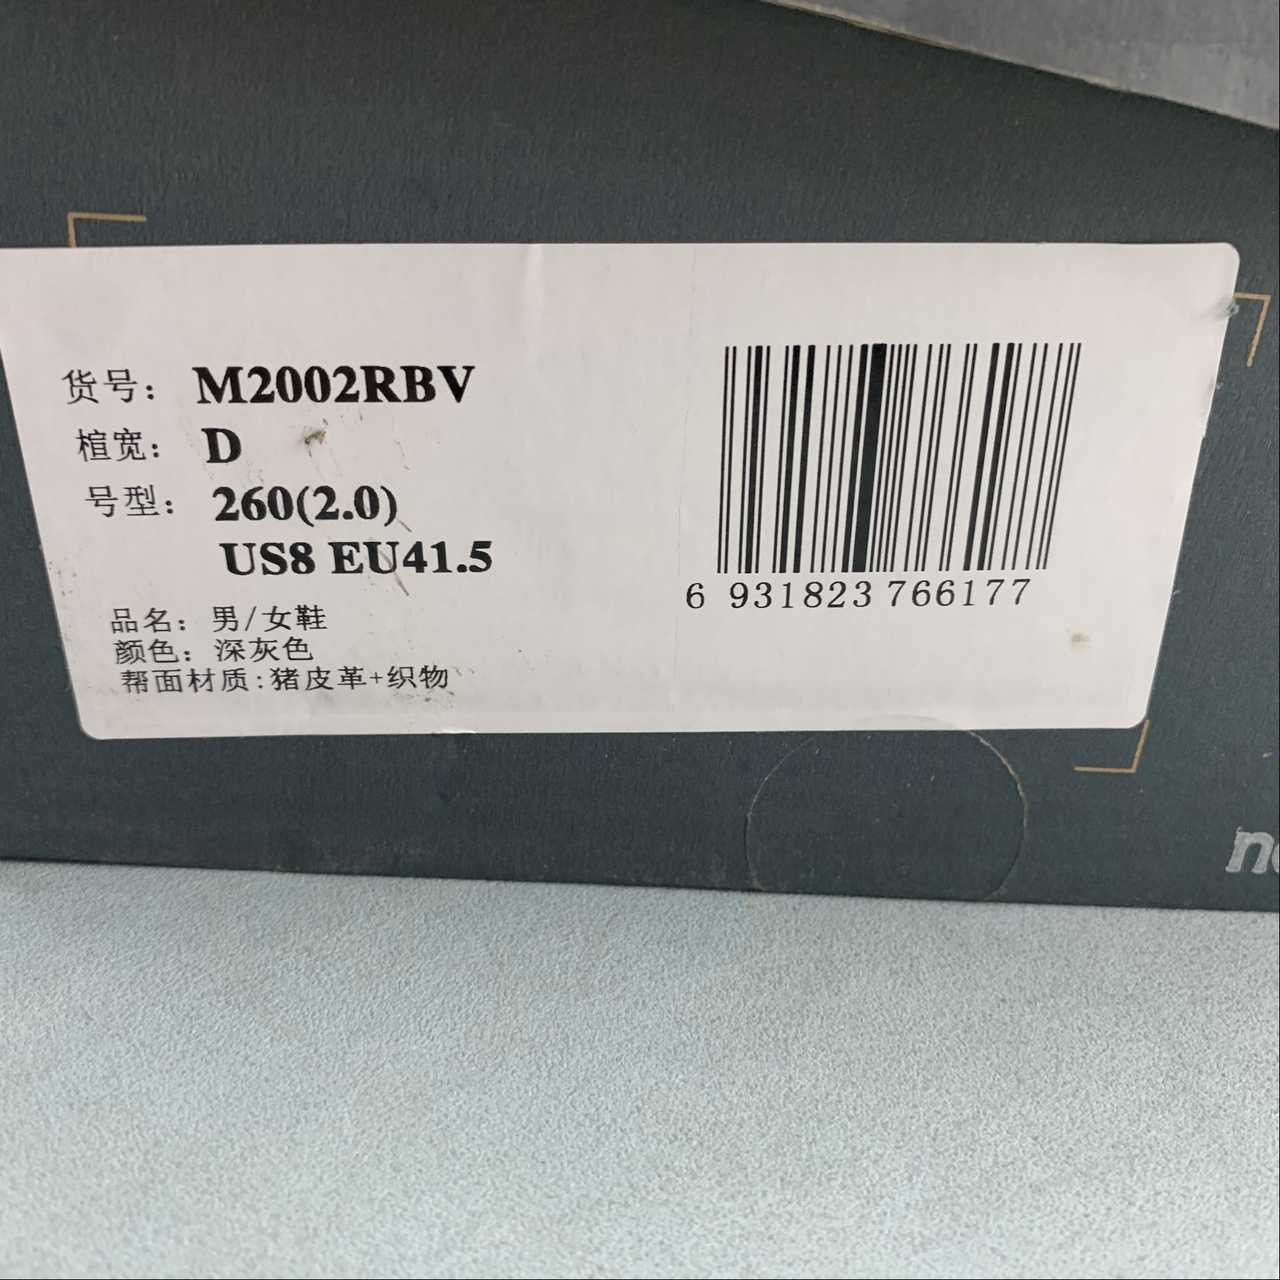 货号： M2002RBV
楦宽： D
号型： 260(2.0)
US8 EU41.5
品名： 男/女鞋
颜色： 深灰色
帮面材质:猪皮革+织物
6 931823 766177